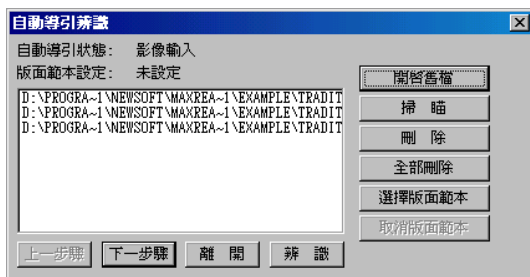 自動導引辨識
自動導引狀態： 影像輸入
版面範本設定： 未設定
D:\PROGRA~1\NEWSOFT\MAXREA~1\EXAMPLE\TRADIT
D:\PROGRA~1\NEWSOFT\MAXREA~1\EXAMPLE\TRADIT
D:\PROGRA~1\NEWSOFT\MAXREA~1\EXAMPLE\TRADIT
開啓舊檔
掃 瞄
刪 除
全部刪除
選擇版面範本
取消版面範本
上一步驟 下一步驟 離 開 辨 識